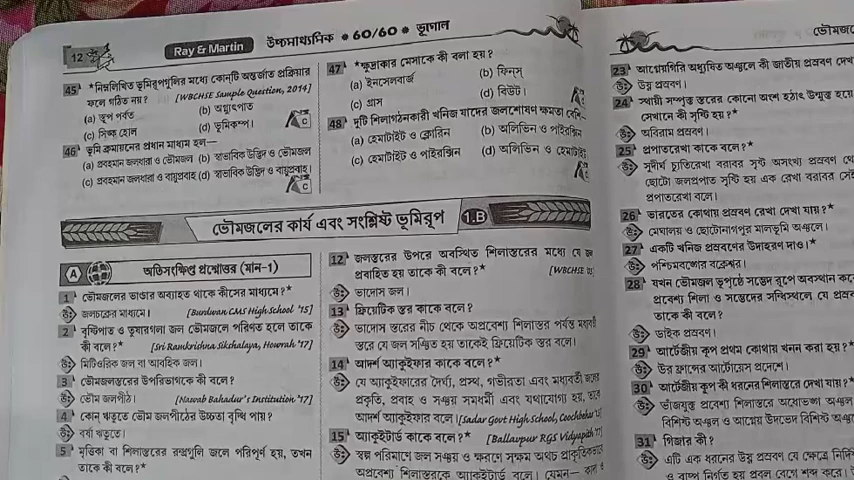 12
Ray & Martin উচ্চমাধ্যমিক ● 60/60 ● ভূগোল
45 *নিম্নলিখিত ভূমিরূপগুলির মধ্যে কোনটি অন্তর্জাত প্রক্রিয়ার
ফলে গঠিত নয়? [WBCHSE Sample Question, 2014]
(a) স্তূপ পর্বত (b) অগ্ন্যুৎপাত
(c) সিঙ্ক হোল (d) ভূমিকম্প।
C
46 ভূমি ক্ষয়ায়নের প্রধান মাধ্যম হল—
(a) প্রবহমান জলধারা ও ভৌমজল (b) স্বাভাবিক উদ্ভিদ ও ভৌমজল
(c) প্রবহমান জলধারা ও বায়ুপ্রবাহ (d) স্বাভাবিক উদ্ভিদ ও বায়ুপ্রবাহ।
C
47 *ক্ষুদ্রাকার মেসাকে কী বলা হয়?
(a) ইনসেলবার্জ (b) ফিনস্
(c) গ্রাস (d) বিউট।
48 দুটি শিলাগঠনকারী খনিজ যাদের জলশোষণ ক্ষমতা বেশি—
(a) হেমাটাইট ও ক্লোরিন (b) অলিভিন ও পাইরক্সিন
(c) হেমাটাইট ও পাইরক্সিন (d) অলিভিন ও হেমাটাইট
ভৌমজলের কার্য এবং সংশ্লিষ্ট ভূমিরূপ 1.B
A অতিসংক্ষিপ্ত প্রশ্নোত্তর (মান-1)
1 ভৌমজলের ভাণ্ডার অব্যাহত থাকে কীসের মাধ্যমে?*
উঃ জলচক্রের মাধ্যমে। [Burdwan CMS High School '15]
2 বৃষ্টিপাত ও তুষারগলা জল ভৌমজলে পরিণত হলে তাকে
কী বলে?* [Sri Ramkrishna Sikshalaya, Howrah '17]
উঃ মিটিওরিক জল বা আবহিক জল।
3 ভৌমজলস্তরের উপরিভাগকে কী বলে?
উঃ ভৌম জলপীঠ। [Nawab Bahadur's Institution '17]
4 কোন্ ঋতুতে ভৌম জলপীঠের উচ্চতা বৃদ্ধি পায়?
উঃ বর্ষা ঋতুতে।
5 মৃত্তিকা বা শিলাস্তরের রন্ধ্রগুলি জলে পরিপূর্ণ হয়, তখন
তাকে কী বলে?*
12 জলস্তরের উপরে অবস্থিত শিলাস্তরের মধ্যে যে জল
প্রবাহিত হয় তাকে কী বলে?*
[WBCHSE
উঃ ভাদোস জল।
13 ফ্রিয়েটিক স্তর কাকে বলে?
উঃ ভাদোস স্তরের নীচ থেকে অপ্রবেশ্য শিলাস্তর পর্যন্ত মধ্যবর্তী
স্তরে যে জল সঞ্চিত হয় তাকেই ফ্রিয়েটিক স্তর বলে।
14 আদর্শ অ্যাকুইফার কাকে বলে?*
উঃ যে অ্যাকুইফারের দৈর্ঘ্য, প্রস্থ, গভীরতা এবং মধ্যবর্তী জলের
প্রকৃতি, প্রবাহ ও সঞ্চয় সমধর্মী এবং যথাযোগ্য হয়, তাকে
আদর্শ অ্যাকুইফার বলে। [Sadar Govt High School, Coochbehar
15 অ্যাকুইটার্ড কাকে বলে?* [Ballavpur RGS Vidyapith
উঃ স্বল্প পরিমাণে জল সঞ্চয় ও ক্ষরণে সক্ষম অথচ প্রাকৃতিকভাবে
অপ্রবেশ্য শিলাস্তরকে অ্যাকুইটার্ড বলে। যেমন— কাদা ও
ভৌমজলে
23 আগ্নেয়গিরি অধ্যুষিত অঞ্চলে কী জাতীয় প্রস্রবণ দেখ
উঃ উষ্ণ প্রস্রবণ।
24 স্থায়ী সম্পৃক্ত স্তরের কোনো অংশ হঠাৎ উন্মুক্ত হয়ে
সেখানে কী সৃষ্টি হয়?*
উঃ অবিরাম প্রস্রবণ।
25 প্রপাতরেখা কাকে বলে?
উঃ সুদীর্ঘ চ্যুতিরেখা বরাবর সৃষ্ট অসংখ্য প্রস্রবণ থে
ছোটো জলপ্রপাত সৃষ্টি হয় এক রেখা বরাবর সেই
প্রপাতরেখা বলে।
26 ভারতের কোথায় প্রস্রবণ রেখা দেখা যায়?*
উঃ মেঘালয় ও ছোটোনাগপুর মালভূমি অঞ্চলে।
27 একটি খনিজ প্রস্রবণের উদাহরণ দাও।*
উঃ পশ্চিমবঙ্গের বক্রেশ্বর।
28 যখন ভৌমজল ভূপৃষ্ঠে সছেদ রূপে অবস্থান কর
প্রবেশ্য শিলা ও সছেদের সন্ধিস্থলে যে প্রস্রব
তাকে কী বলে?
উঃ ডাইক প্রস্রবণ।
29 আর্টেজীয় কূপ প্রথম কোথায় খনন করা হয়?*
উঃ উত্তর ফ্রান্সের আর্টোয়েস প্রদেশে।
30 আর্টেজীয় কূপ কী ধরনের শিলাস্তরে দেখা যায়?*
উঃ ভাঁজযুক্ত প্রবেশ্য শিলাস্তরে অধোভঙ্গ অঞ্চল
বিশিষ্ট অঞ্চল ও আগ্নেয় উদভেদ বিশিষ্ট অঞ্চ
31 গিজার কী?
উঃ এটি এক ধরনের উষ্ণ প্রস্রবণ যে ক্ষেত্রে নির্দি
ও বাষ্প নির্গত হয় প্রবল বেগে শব্দ করে।